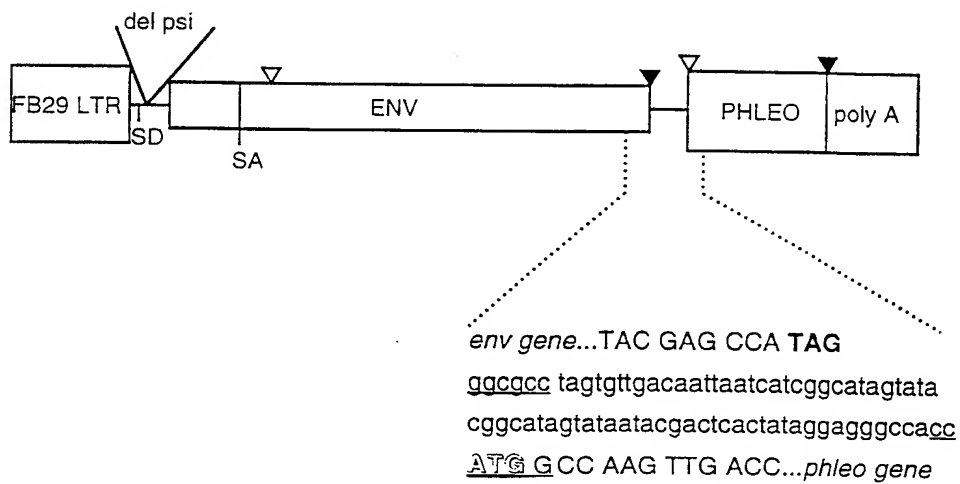 del psi
FB29 LTR
ENV
PHLEO
poly A
SD
SA
env gene...TAC GAG CCA TAG
ggcgcc tagtgttgacaattaatcatcggcatagtata
cggcatagtataatacgactcactataggagggccacc
ATG GCC AAG TTG ACC...phleo gene